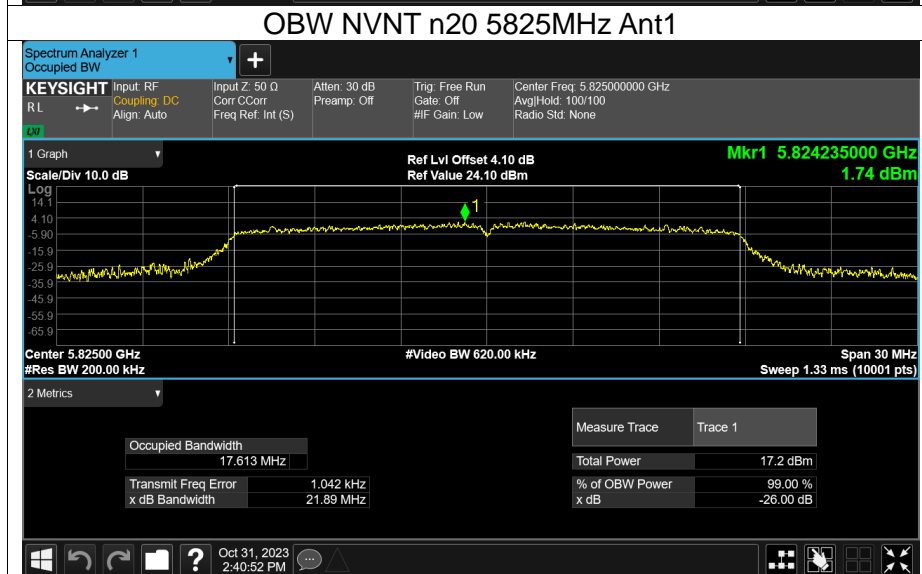 OBW NVNT n20 5825MHz Ant1
Spectrum Analyzer 1
Occupied BW
+
KEYSIGHT Input: RF Input Z: 50 Ω Atten: 30 dB Trig: Free Run Center Freq: 5.825000000 GHz
R L Coupling: DC Corr CCorr Preamp: Off Gate: Off Avg|Hold: 100/100
Align: Auto Freq Ref: Int (S) #IF Gain: Low Radio Std: None
LXI
1 Graph Ref Lvl Offset 4.10 dB Mkr1 5.824235000 GHz
Scale/Div 10.0 dB Ref Value 24.10 dBm 1.74 dBm
Log
14.1
4.10
-5.90
-15.9
-25.9
-35.9
-45.9
-55.9
-65.9
1
Center 5.82500 GHz #Video BW 620.00 kHz Span 30 MHz
#Res BW 200.00 kHz Sweep 1.33 ms (10001 pts)
2 Metrics
Measure Trace Trace 1
Occupied Bandwidth
17.613 MHz Total Power 17.2 dBm
Transmit Freq Error 1.042 kHz % of OBW Power 99.00 %
x dB Bandwidth 21.89 MHz x dB -26.00 dB
? Oct 31, 2023
2:40:52 PM